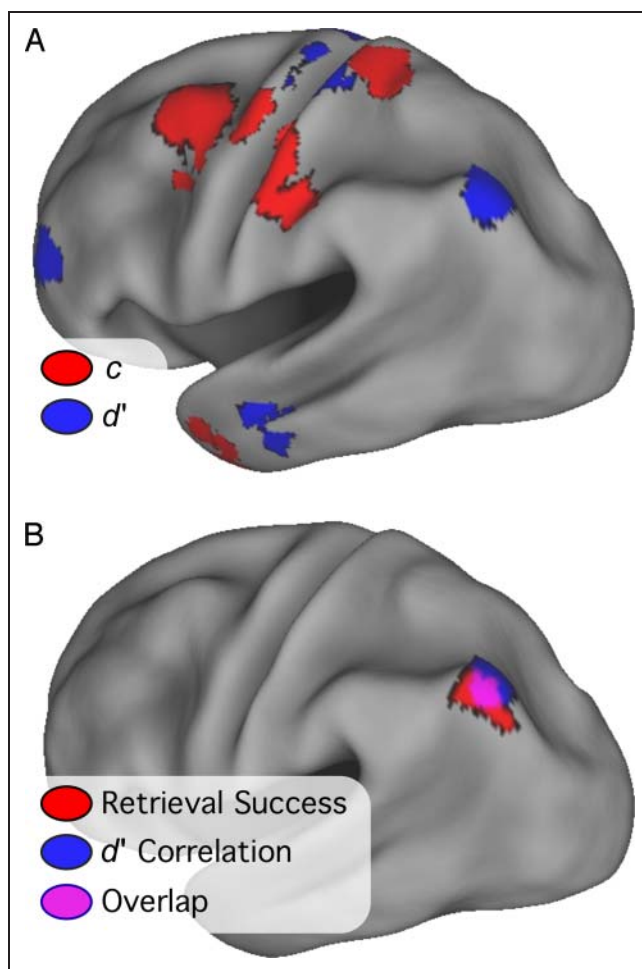 A
c
d'
B
Retrieval Success
d' Correlation
Overlap